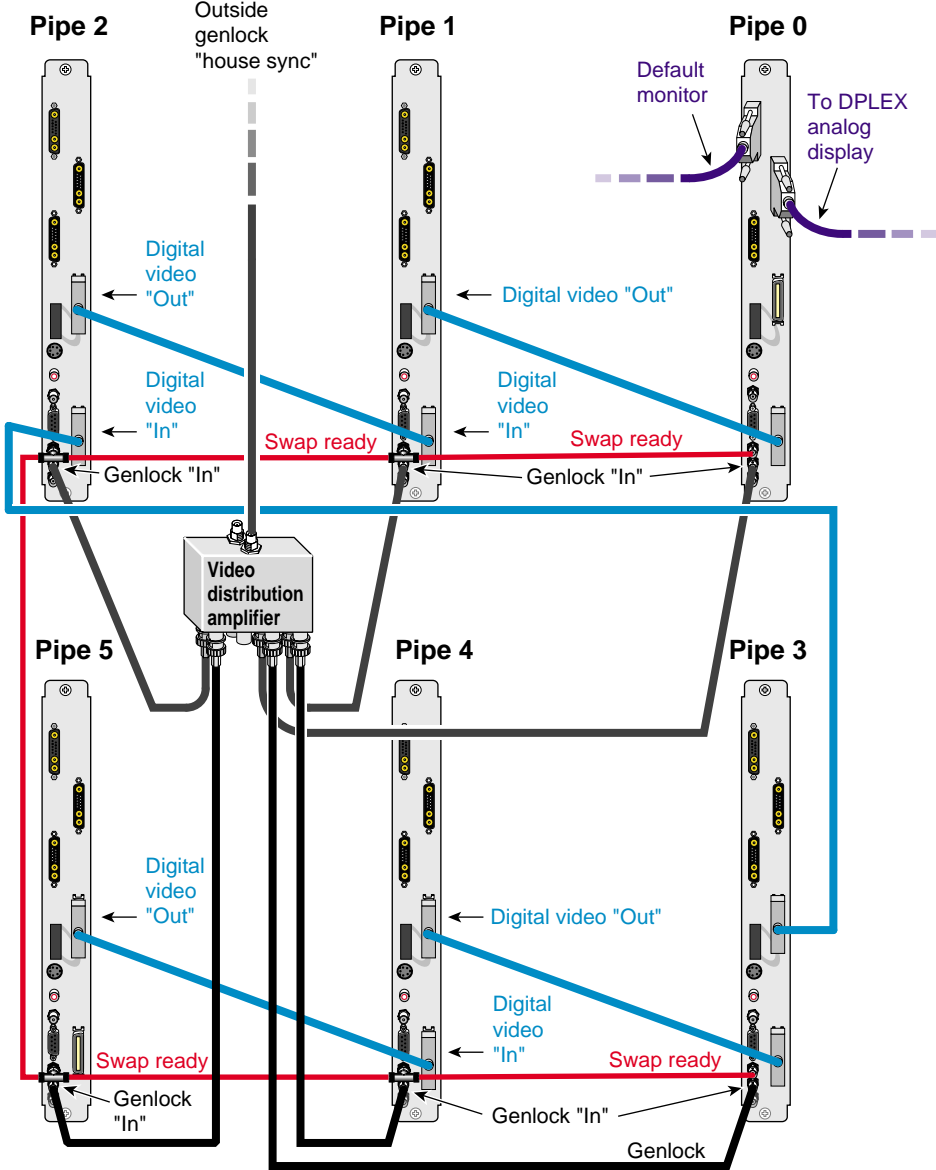 Pipe 2
Outside
genlock
"house sync"
Pipe 1
Pipe 0
Default
monitor
To DPLEX
analog
display
Digital
video
"Out"
Digital video "Out"
Digital
video
"In"
Digital
video
"In"
Swap ready
Swap ready
Genlock "In"
Genlock "In"
Video
distribution
amplifier
Pipe 5
Pipe 4
Pipe 3
Digital
video
"Out"
Digital video "Out"
Digital
video
"In"
Swap ready
Swap ready
Genlock
"In"
Genlock "In"
Genlock